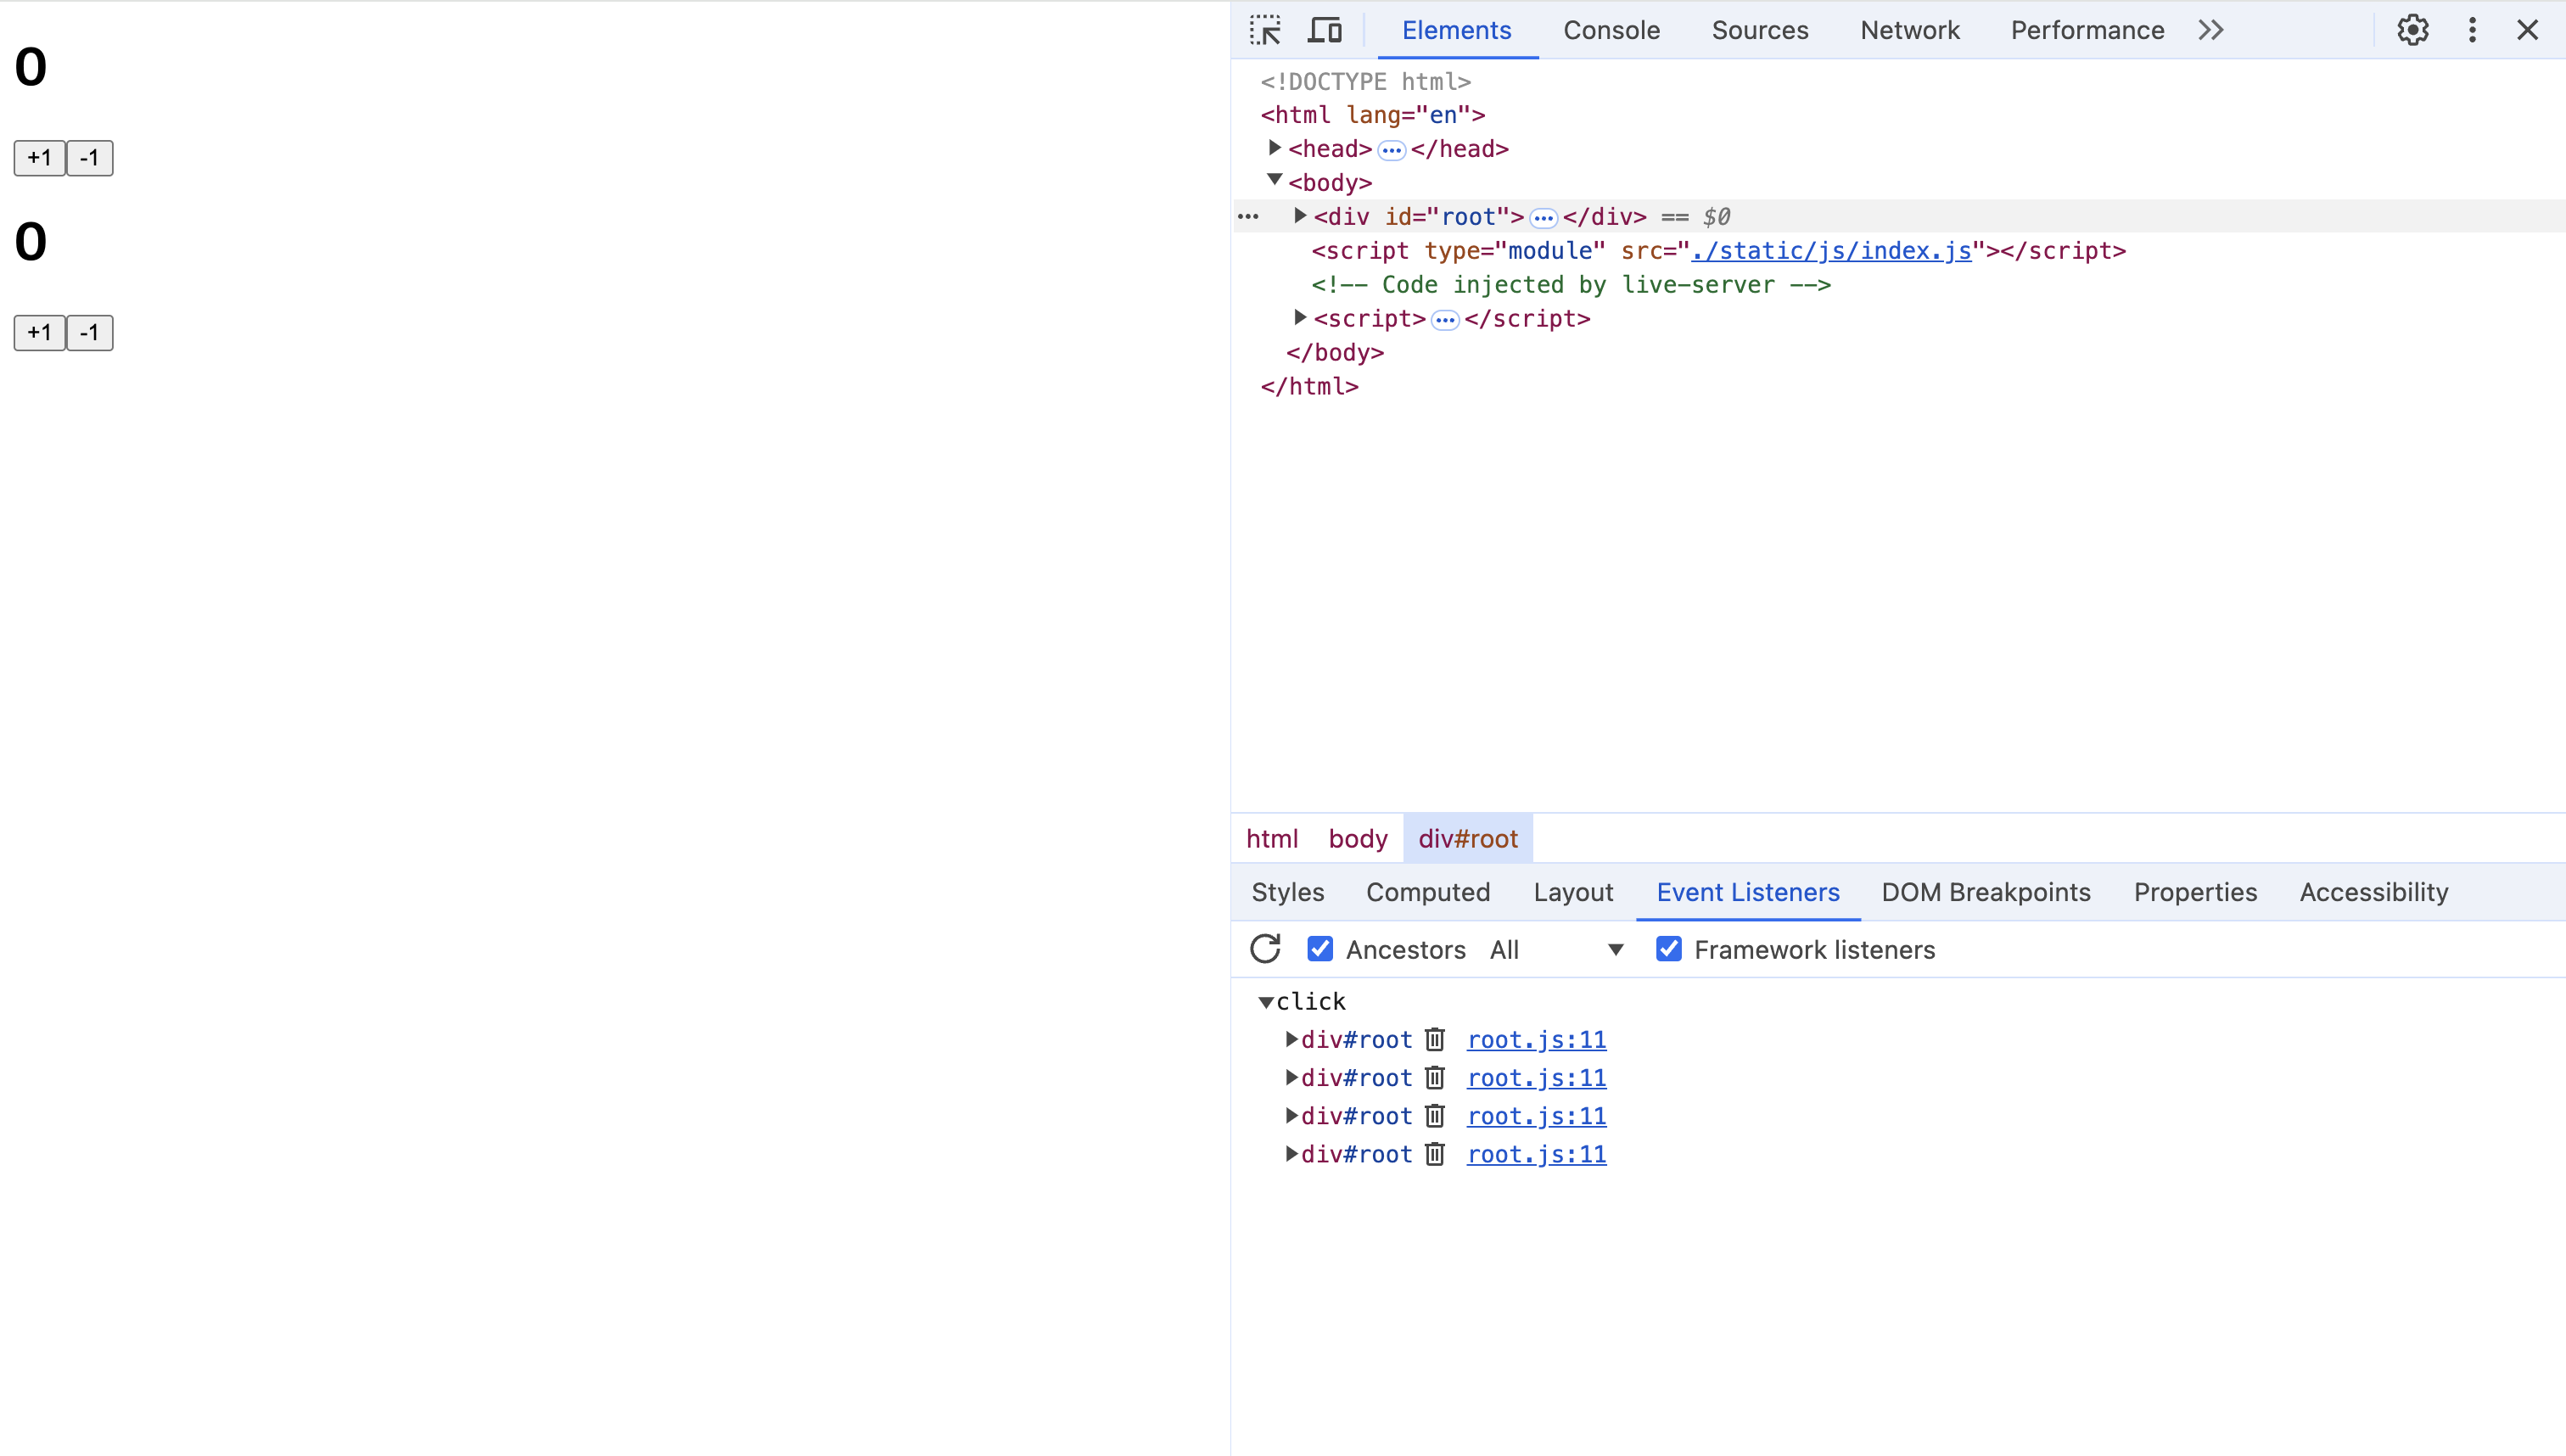 0
+1 -1
0
+1 -1
Elements Console Sources Network Performance
<!DOCTYPE html>
<html lang="en">
<head>…</head>
<body>
<div id="root">…</div> == $0
<script type="module" src="./static/js/index.js"></script>
<!-- Code injected by live-server -->
<script>…</script>
</body>
</html>
html body div#root
Styles Computed Layout Event Listeners DOM Breakpoints Properties Accessibility
Ancestors All Framework listeners
click
div#root root.js:11
div#root root.js:11
div#root root.js:11
div#root root.js:11